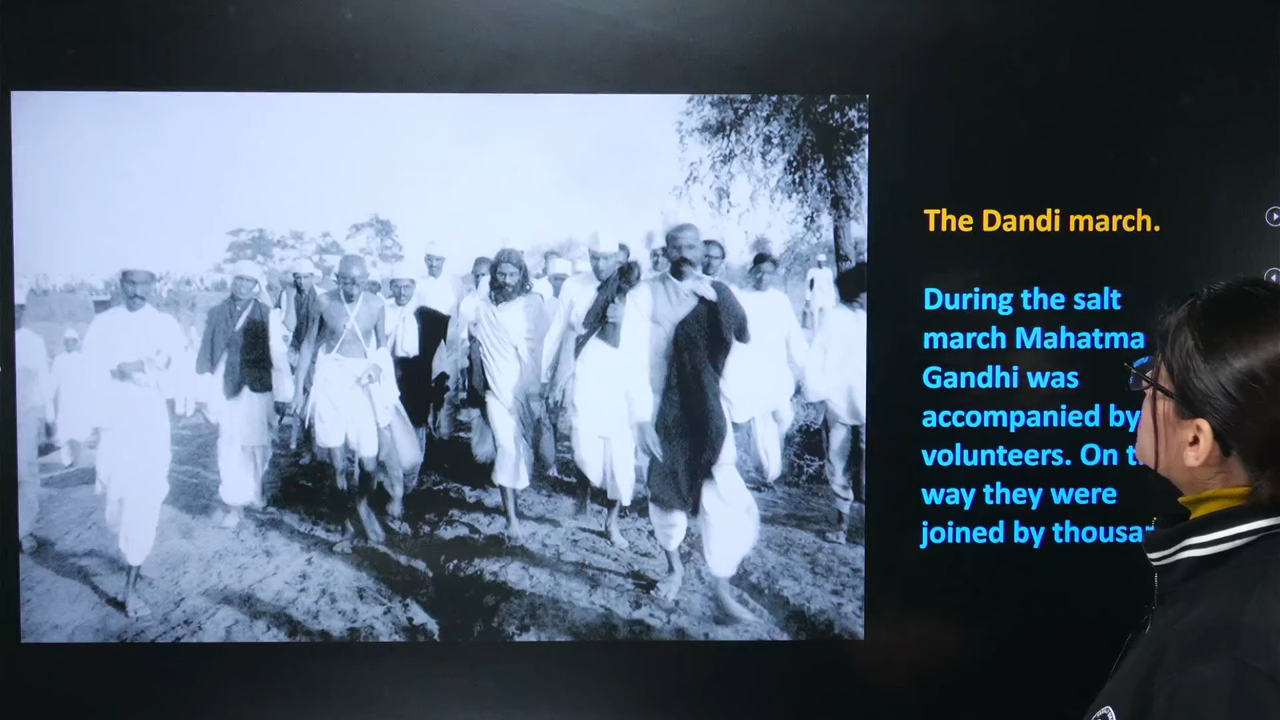 The Dandi march.
During the salt
march Mahatma
Gandhi was
accompanied by
volunteers. On
way they were
joined by